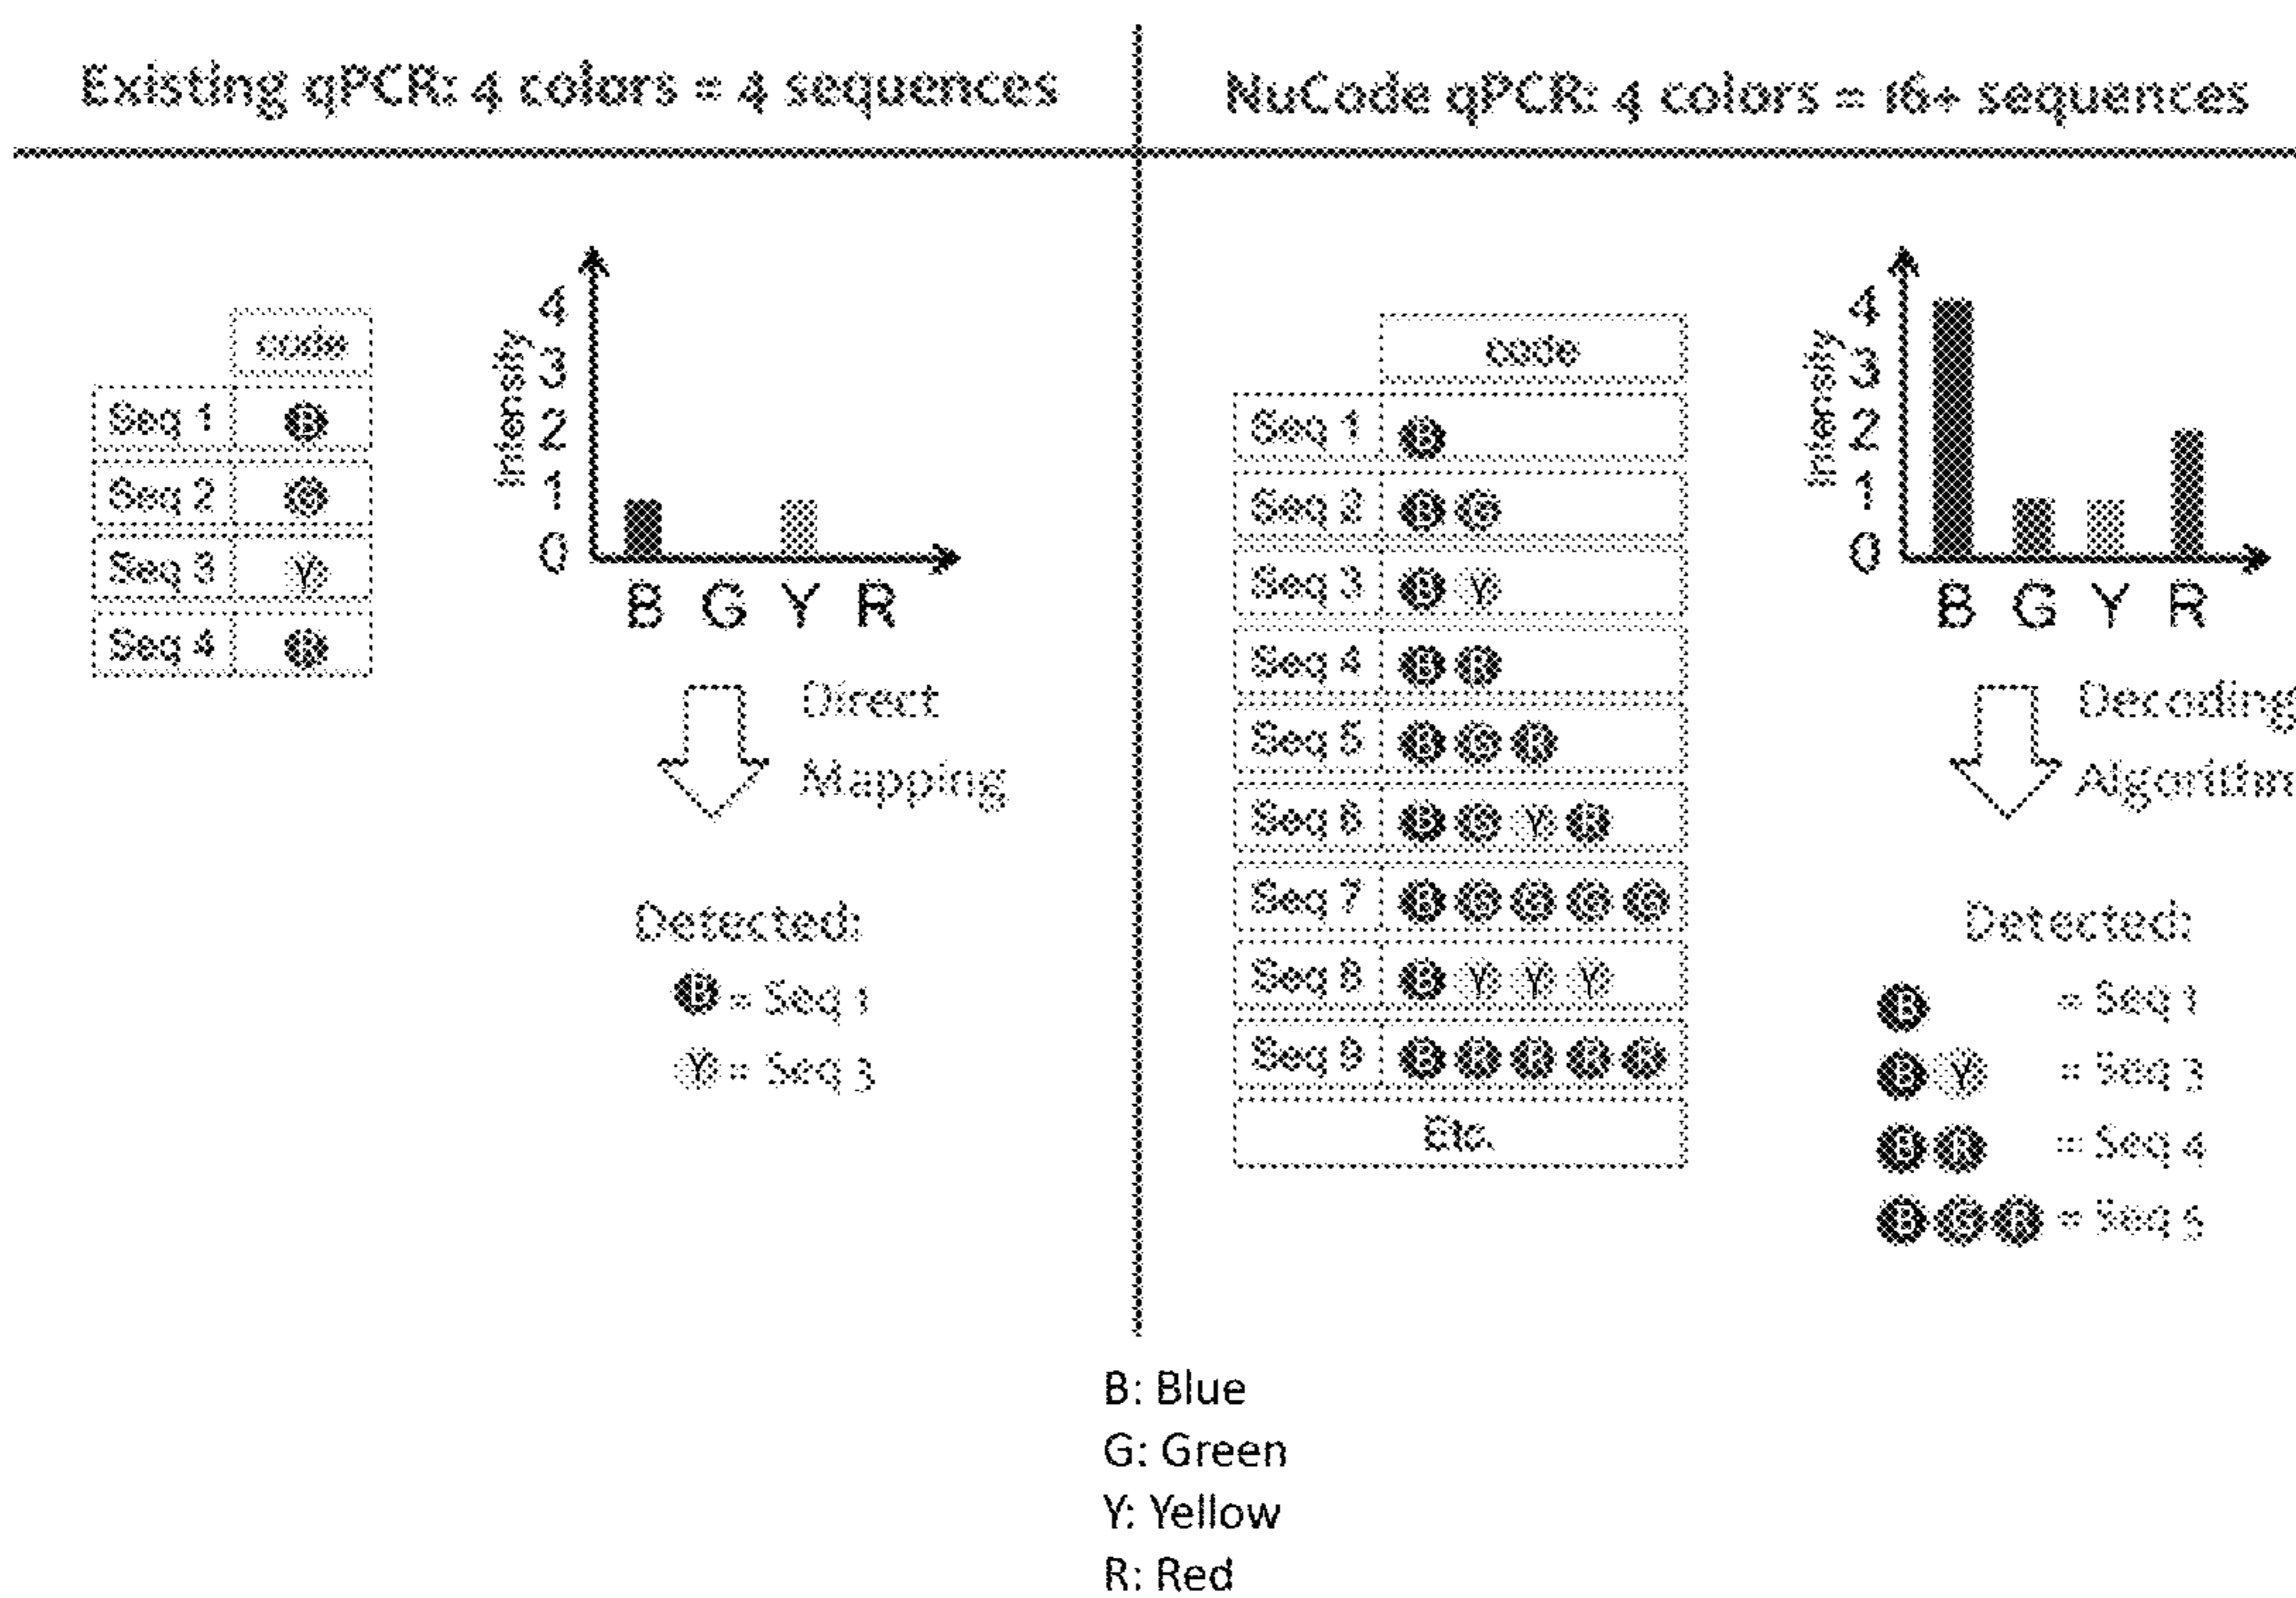 Existing qPCR: 4 colors = 4 sequences
code
Seq 1 B
Seq 2 G
Seq 3 Y
Seq 4 R
Intensity
4
3
2
1
0
B G Y R
Direct
Mapping
Detected:
B = Seq 1
Y = Seq 3
NuCode qPCR: 4 colors = 16+ sequences
code
Seq 1 B
Seq 2 B G
Seq 3 B Y
Seq 4 B R
Seq 5 B G R
Seq 6 B G Y R
Seq 7 B G G G G
Seq 8 B Y Y Y
Seq 9 B R R R R
Etc.
Intensity
4
3
2
1
0
B G Y R
Decoding
Algorithm
Detected:
B = Seq 1
B Y = Seq 3
B R = Seq 4
B G R = Seq 5
B: Blue
G: Green
Y: Yellow
R: Red